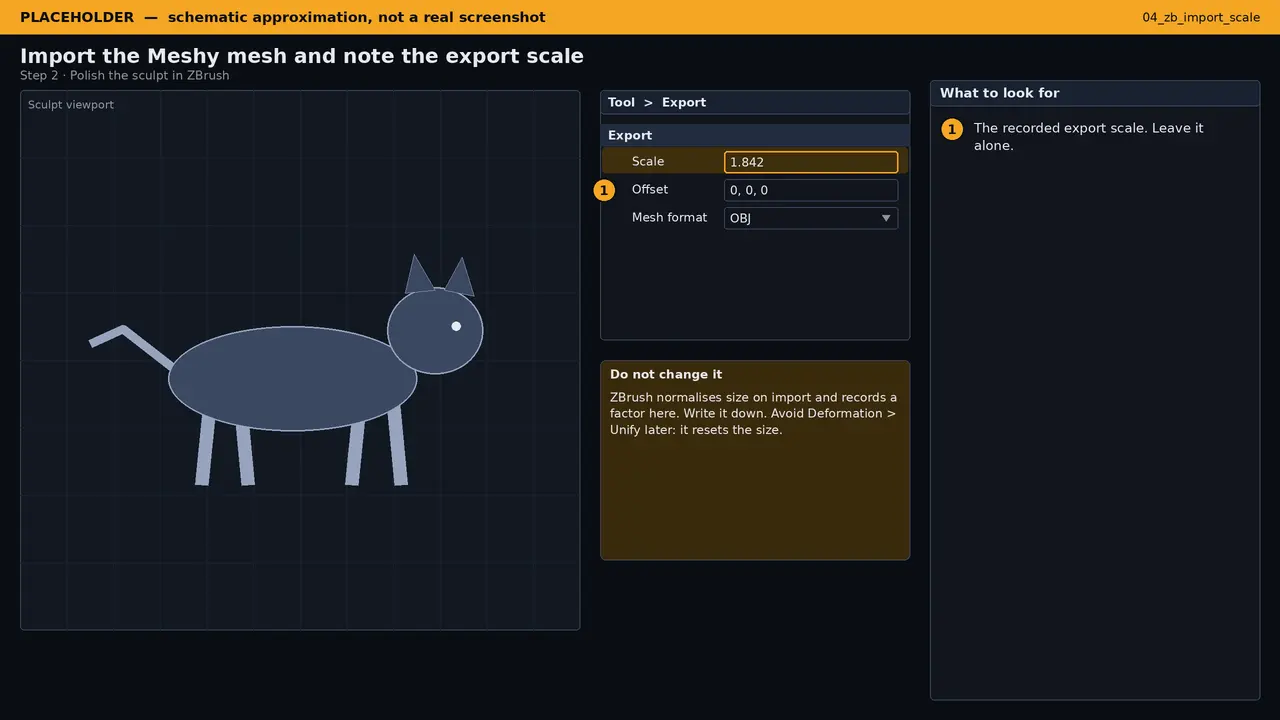 PLACEHOLDER — schematic approximation, not a real screenshot
04_zb_import_scale
Import the Meshy mesh and note the export scale
Step 2 · Polish the sculpt in ZBrush
Sculpt viewport
Tool > Export
Export
Scale
1.842
1
Offset
0, 0, 0
Mesh format
OBJ
Do not change it
ZBrush normalises size on import and records a
factor here. Write it down. Avoid Deformation >
Unify later: it resets the size.
What to look for
1
The recorded export scale. Leave it
alone.